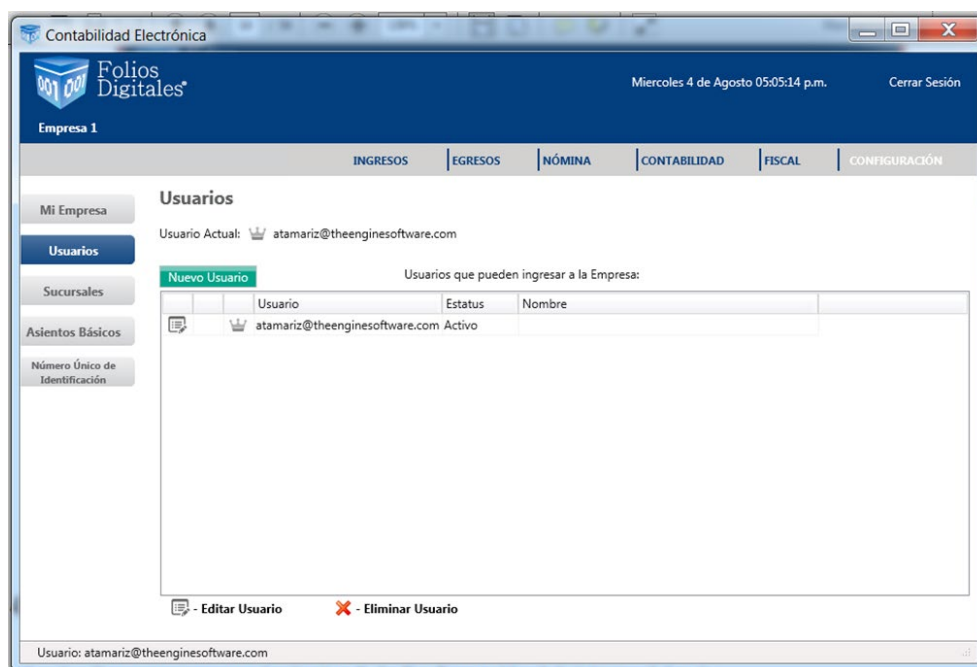 Contabilidad Electrónica
001 001 Folios Digitales
Miercoles 4 de Agosto 05:05:14 p.m. Cerrar Sesión
Empresa 1
INGRESOS EGRESOS NÓMINA CONTABILIDAD FISCAL CONFIGURACIÓN
Mi Empresa
Usuarios
Sucursales
Asientos Básicos
Número Único de
Identificación
Usuarios
Usuario Actual: atamariz@theenginesoftware.com
Nuevo Usuario Usuarios que pueden ingresar a la Empresa:
Usuario Estatus Nombre
atamariz@theenginesoftware.com Activo
- Editar Usuario - Eliminar Usuario
Usuario: atamariz@theenginesoftware.com